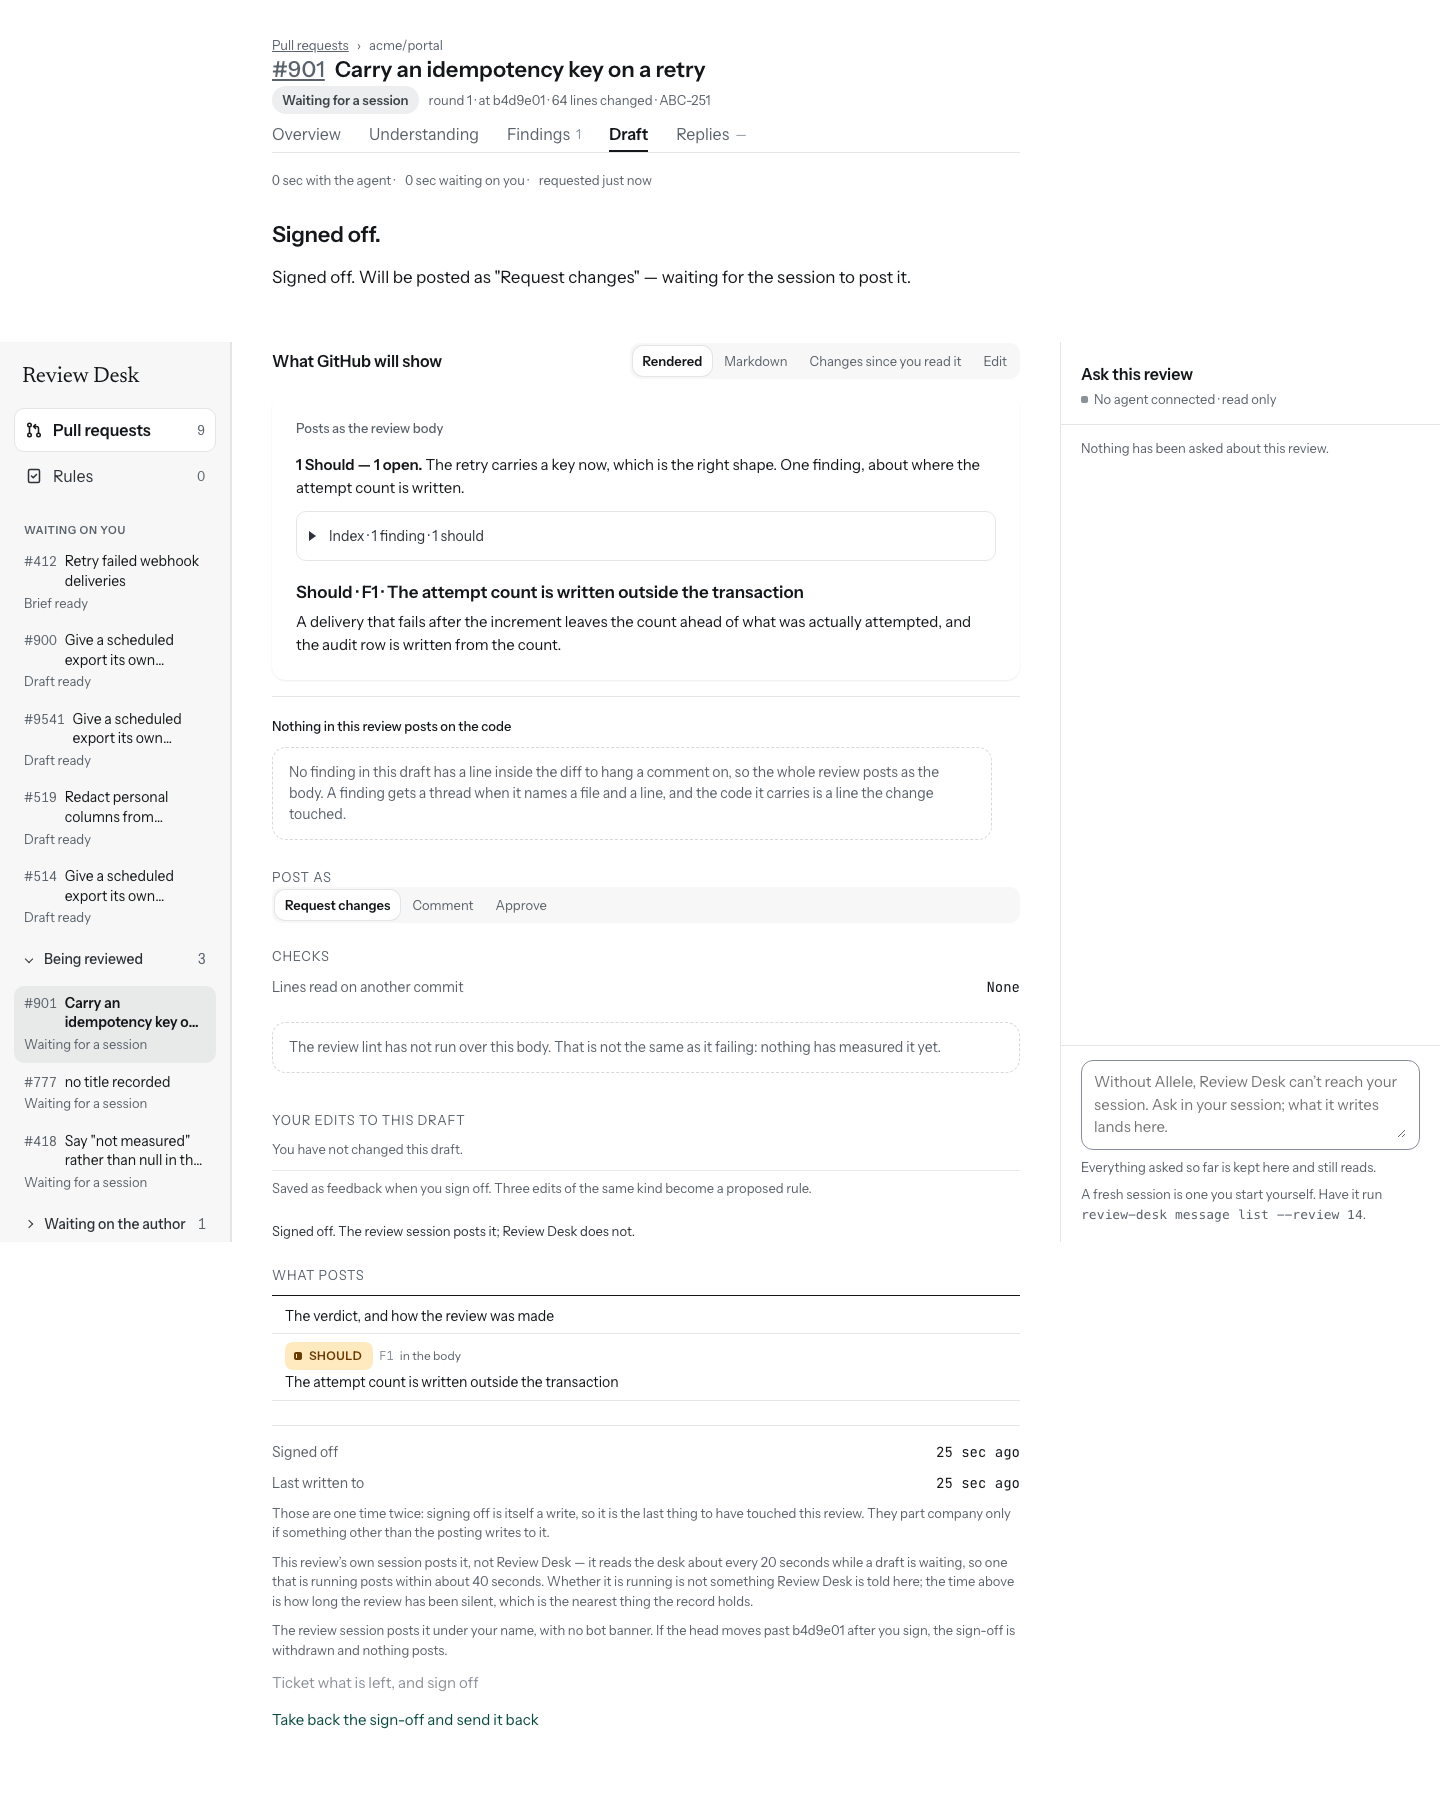 Pull requests › acme/portal
#901 Carry an idempotency key on a retry
Waiting for a session round 1 · at b4d9e01 · 64 lines changed · ABC-251
Overview Understanding Findings 1 Draft Replies —
0 sec with the agent · 0 sec waiting on you · requested just now
Signed off.
Signed off. Will be posted as "Request changes" — waiting for the session to post it.
Review Desk
Pull requests 9
Rules 0
WAITING ON YOU
#412 Retry failed webhook
deliveries
Brief ready
#900 Give a scheduled
export its own…
Draft ready
#9541 Give a scheduled
export its own…
Draft ready
#519 Redact personal
columns from…
Draft ready
#514 Give a scheduled
export its own…
Draft ready
Being reviewed 3
#901 Carry an
idempotency key o…
Waiting for a session
#777 no title recorded
Waiting for a session
#418 Say "not measured"
rather than null in th…
Waiting for a session
Waiting on the author 1
What GitHub will show
Rendered Markdown Changes since you read it Edit
Posts as the review body
1 Should — 1 open. The retry carries a key now, which is the right shape. One finding, about where the
attempt count is written.
Index · 1 finding · 1 should
Should · F1 · The attempt count is written outside the transaction
A delivery that fails after the increment leaves the count ahead of what was actually attempted, and
the audit row is written from the count.
Nothing in this review posts on the code
No finding in this draft has a line inside the diff to hang a comment on, so the whole review posts as the
body. A finding gets a thread when it names a file and a line, and the code it carries is a line the change
touched.
POST AS
Request changes Comment Approve
CHECKS
Lines read on another commit None
The review lint has not run over this body. That is not the same as it failing: nothing has measured it yet.
YOUR EDITS TO THIS DRAFT
You have not changed this draft.
Saved as feedback when you sign off. Three edits of the same kind become a proposed rule.
Signed off. The review session posts it; Review Desk does not.
WHAT POSTS
The verdict, and how the review was made
SHOULD F1 in the body
The attempt count is written outside the transaction
Signed off 25 sec ago
Last written to 25 sec ago
Those are one time twice: signing off is itself a write, so it is the last thing to have touched this review. They part company only
if something other than the posting writes to it.
This review's own session posts it, not Review Desk — it reads the desk about every 20 seconds while a draft is waiting, so one
that is running posts within about 40 seconds. Whether it is running is not something Review Desk is told here; the time above
is how long the review has been silent, which is the nearest thing the record holds.
The review session posts it under your name, with no bot banner. If the head moves past b4d9e01 after you sign, the sign-off is
withdrawn and nothing posts.
Ticket what is left, and sign off
Take back the sign-off and send it back
Ask this review
No agent connected · read only
Nothing has been asked about this review.
Without Allele, Review Desk can't reach your
session. Ask in your session; what it writes
lands here.
Everything asked so far is kept here and still reads.
A fresh session is one you start yourself. Have it run
review-desk message list --review 14.